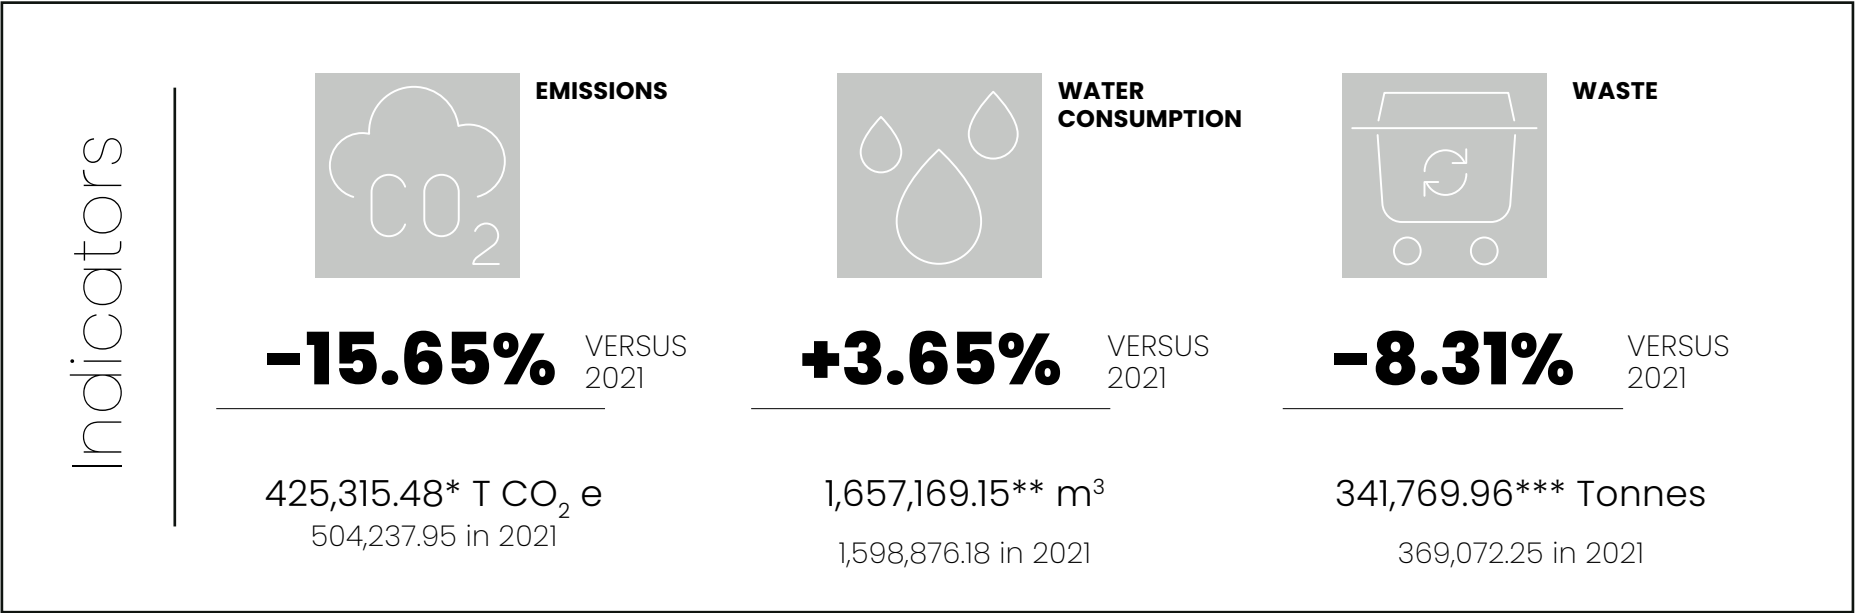 Indicators
EMISSIONS
CO2
-15.65%
VERSUS
2021
425,315.48* T CO₂ e
504,237.95 in 2021
WATER
CONSUMPTION
+3.65%
VERSUS
2021
1,657,169.15** m³
1,598,876.18 in 2021
WASTE
-8.31%
VERSUS
2021
341,769.96*** Tonnes
369,072.25 in 2021